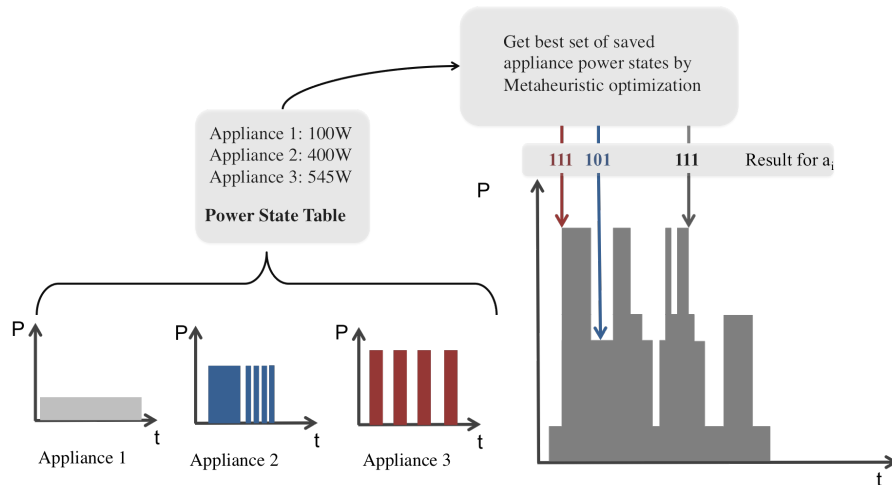 Get best set of saved
appliance power states by
Metaheuristic optimization
Appliance 1: 100W
Appliance 2: 400W
Appliance 3: 545W
Power State Table
111 101 111 Result for aᵢ
P
P
P
P
t
t
t
t
Appliance 1
Appliance 2
Appliance 3